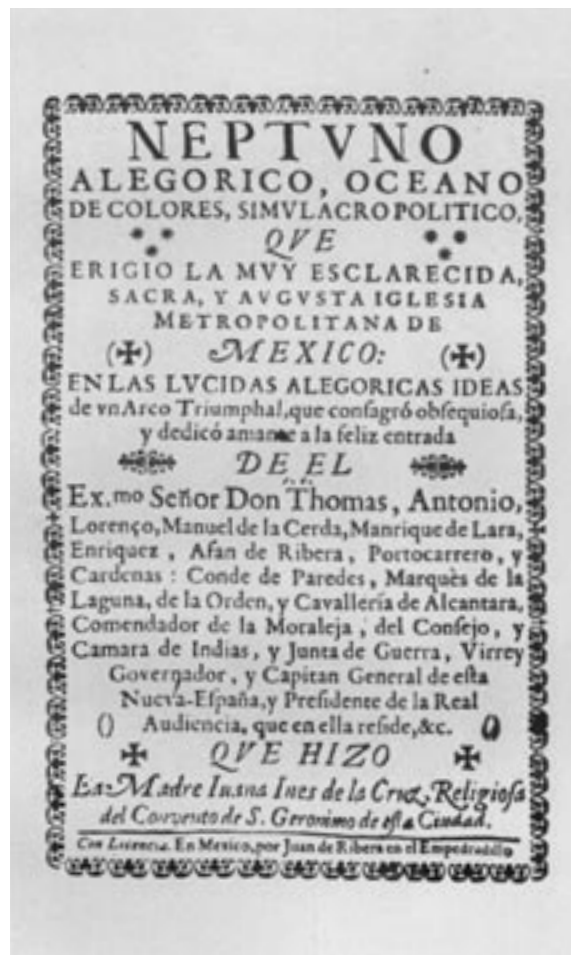 NEPTVNO
ALEGORICO, OCEANO
DE COLORES, SIMVLACRO POLITICO,
QVE
ERIGIO LA MVY ESCLARECIDA,
SACRA, Y AVGVSTA IGLESIA
METROPOLITANA DE
(✠) MEXICO: (✠)
EN LAS LVCIDAS ALEGORICAS IDEAS
de vn Arco Triumphal, que conſagró obſequioſa,
y dedicó amante a la feliz entrada
DE EL
Ex.mo Señor Don Thomas, Antonio,
Lorenço, Manuel de la Cerda, Manrique de Lara,
Enriquez, Afan de Ribera, Portocarrero, y
Cardenas: Conde de Paredes, Marquès de la
Laguna, de la Orden, y Cavallería de Alcantara,
Comendador de la Moraleja, del Conſejo, y
Camara de Indias, y Junta de Guerra, Virrey
Governador, y Capitan General de eſta
Nueva-Eſpaña, y Preſidente de la Real
() Audiencia, que en ella reſide, &c. ()
✠ QVE HIZO ✠
La Madre Iuana Ines de la Cruz, Religioſa
del Convento de S. Geronimo de eſta Ciudad.
Con Licencia. En Mexico, por Juan de Ribera en el Empedradillo